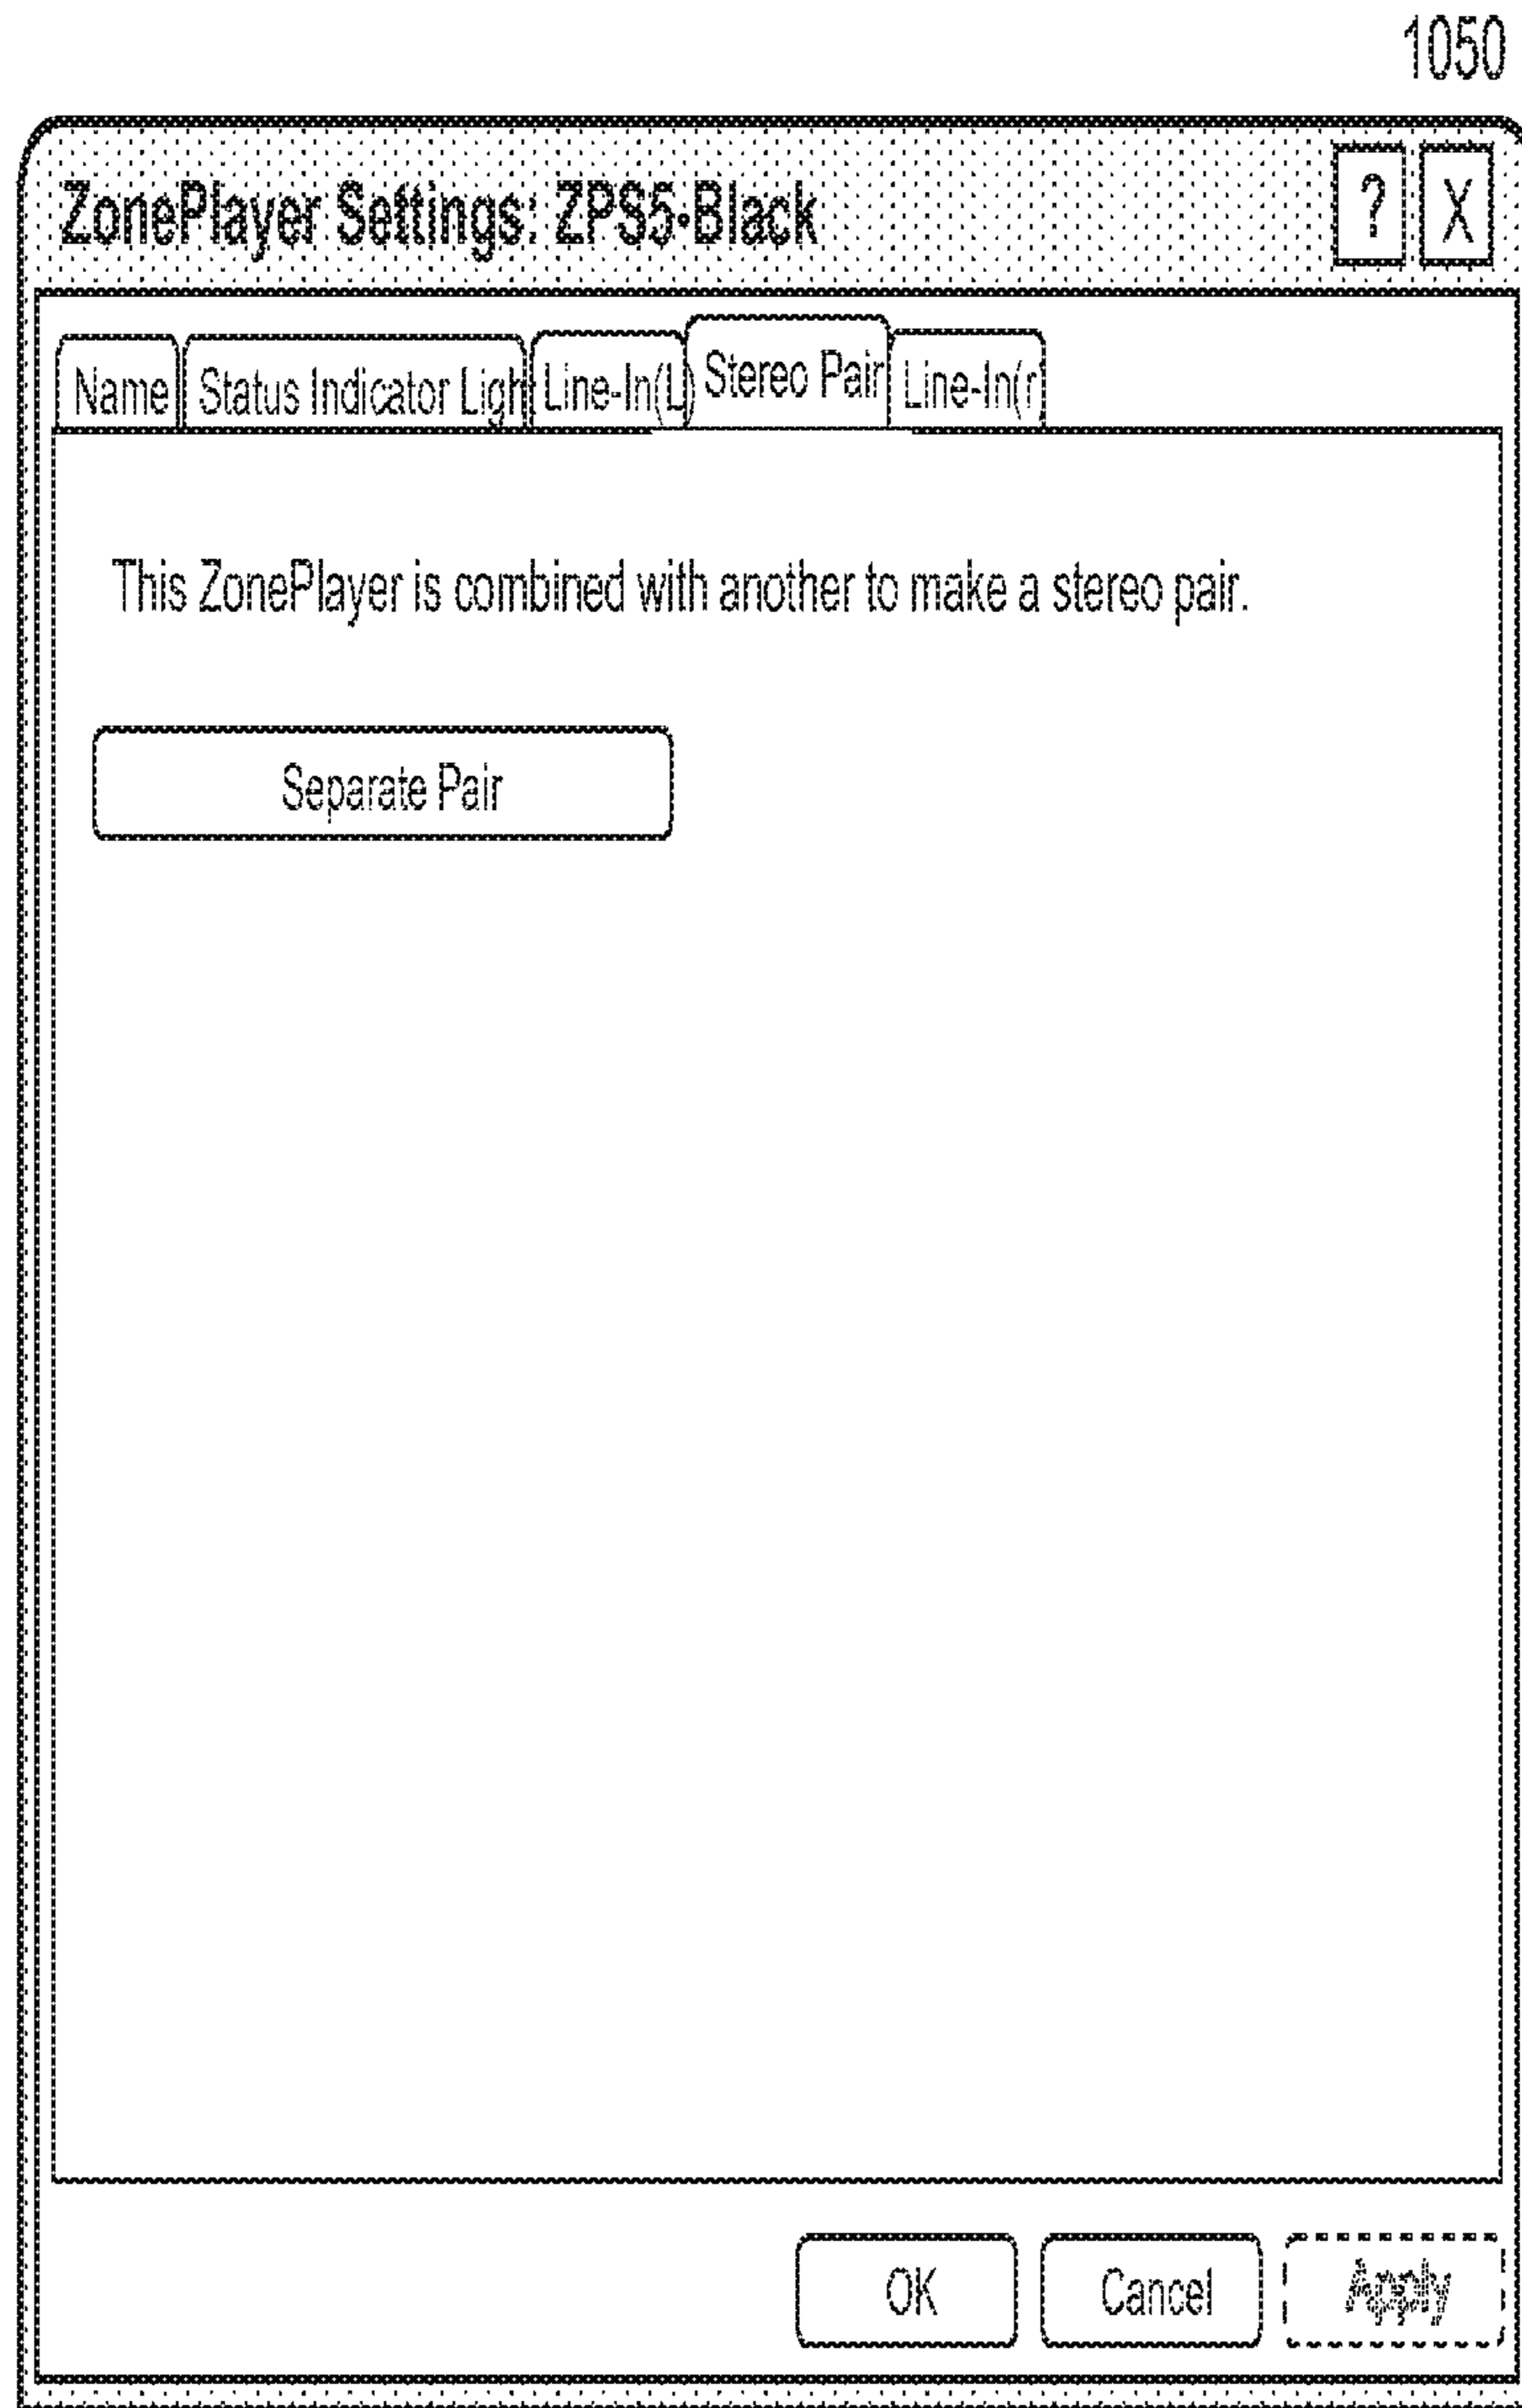 1050
ZonePlayer Settings: ZPS5-Black ? X
Name Status Indicator Ligh Line-In(L) Stereo Pair Line-In(r)
This ZonePlayer is combined with another to make a stereo pair.
Separate Pair
OK Cancel Apply